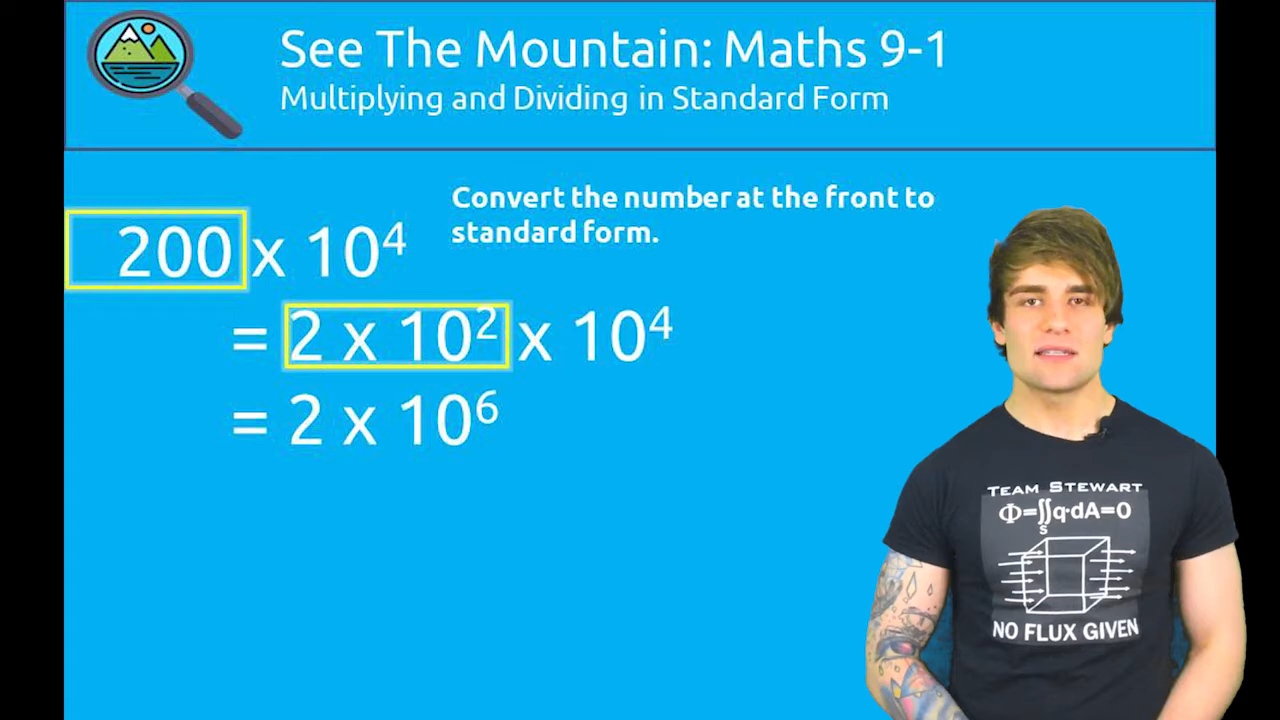 See The Mountain: Maths 9-1
Multiplying and Dividing in Standard Form
Convert the number at the front to
standard form.
200 x 10⁴
= 2 x 10² x 10⁴
= 2 x 10⁶
TEAM STEWART
Φ=∬q·dA=0
S
NO FLUX GIVEN